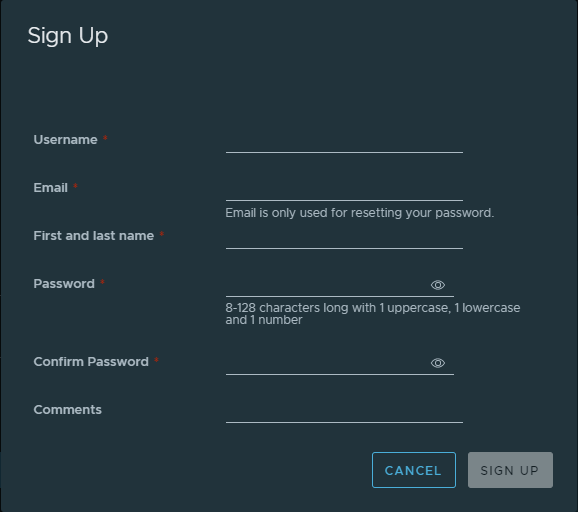 Sign Up
Username *
Email *
Email is only used for resetting your password.
First and last name *
Password *
8-128 characters long with 1 uppercase, 1 lowercase
and 1 number
Confirm Password *
Comments
CANCEL
SIGN UP